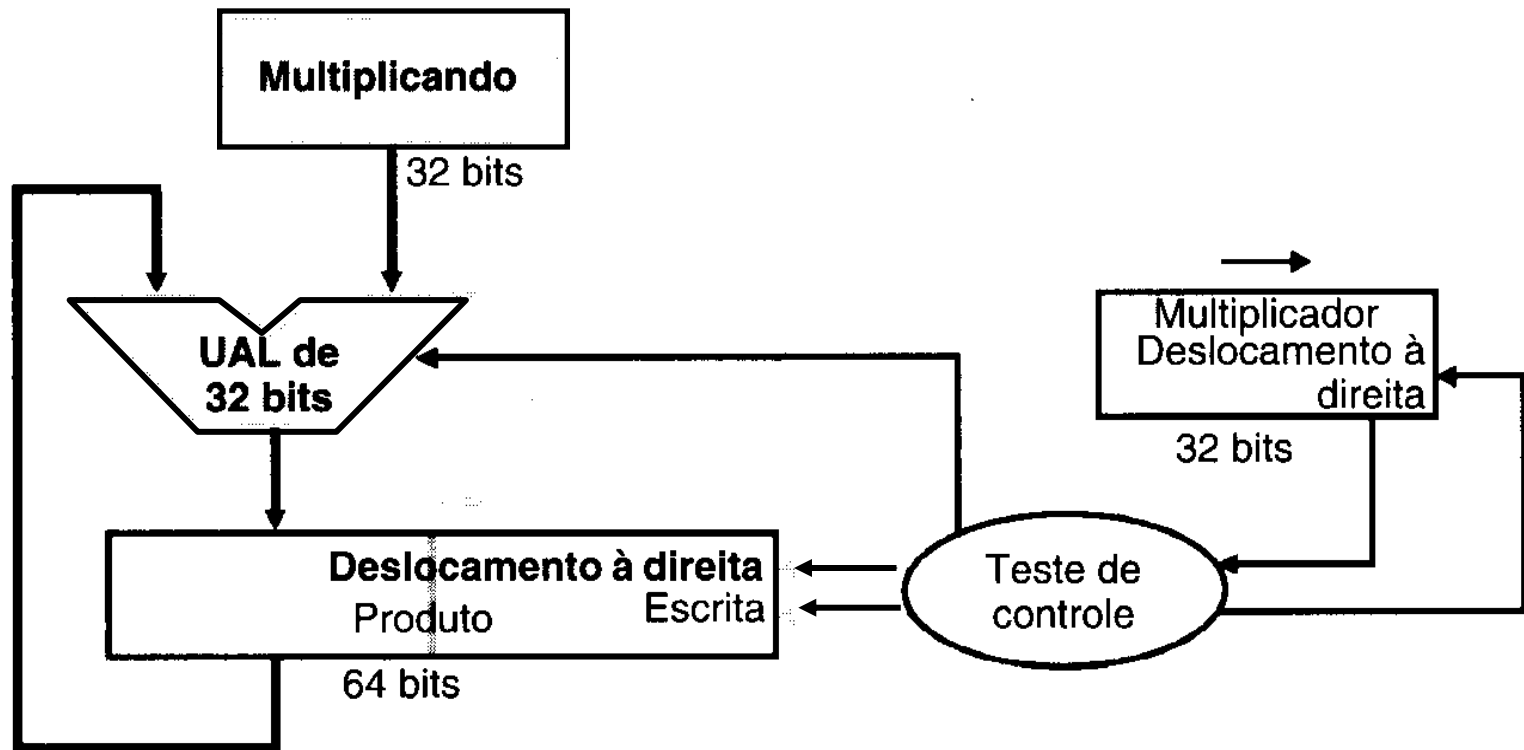 Multiplicando
32 bits
UAL de
32 bits
Multiplicador
Deslocamento à
direita
32 bits
Deslocamento à direita
Escrita
Produto
64 bits
Teste de
controle